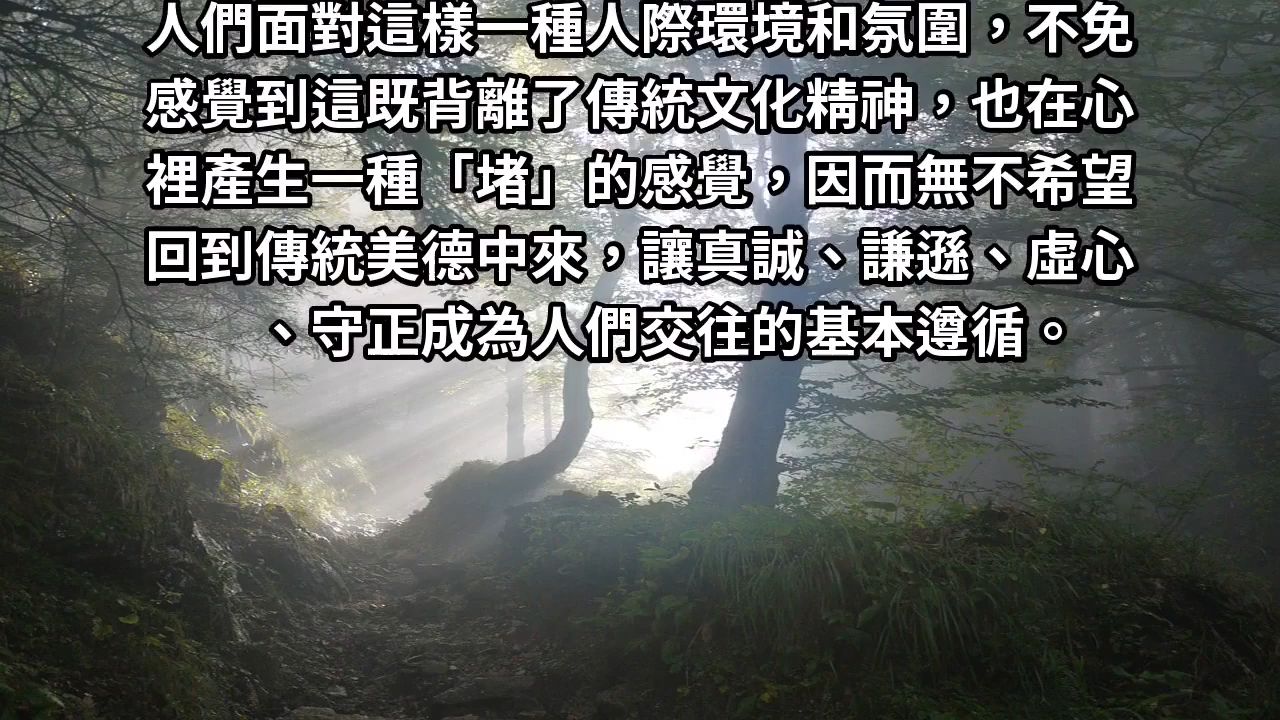 人們面對這樣一種人際環境和氛圍，不免
感覺到這既背離了傳統文化精神，也在心
裡產生一種「堵」的感覺，因而無不希望
回到傳統美德中來，讓真誠、謙遜、虛心
、守正成為人們交往的基本遵循。